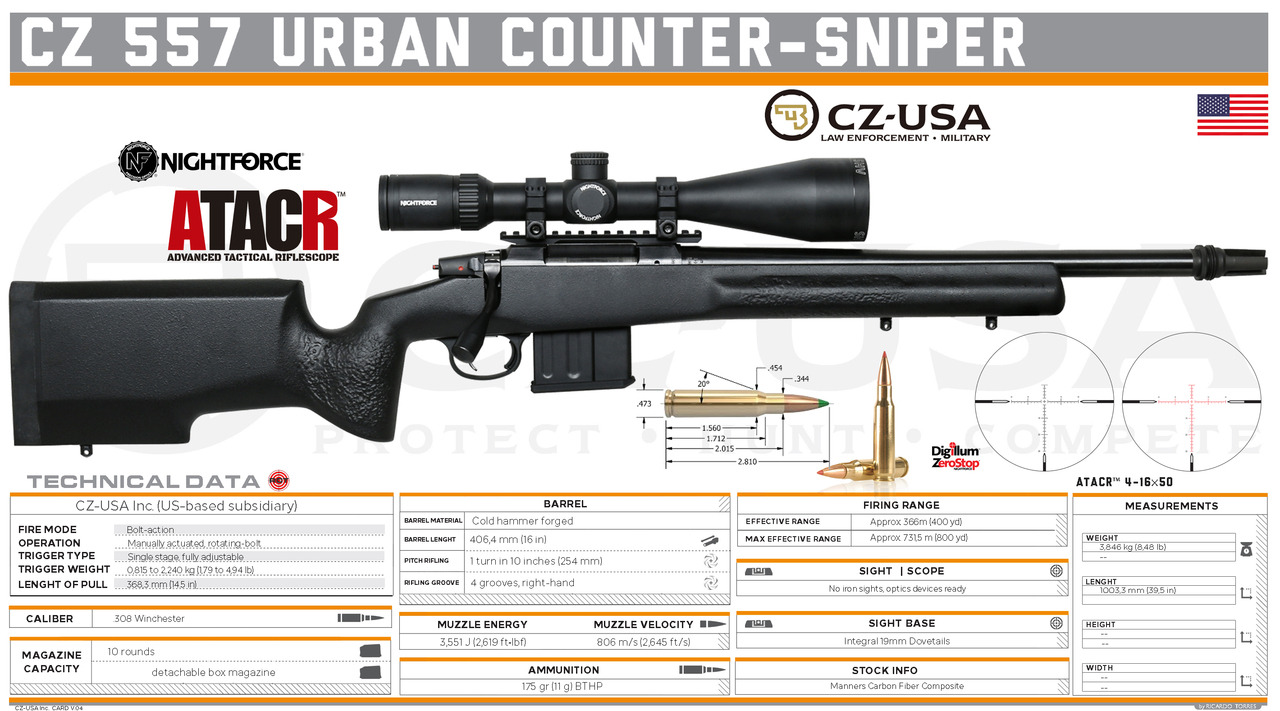 CZ 557 URBAN COUNTER-SNIPER
CZ-USA
LAW ENFORCEMENT • MILITARY
NF NIGHTFORCE
ATACR™
ADVANCED TACTICAL RIFLESCOPE
NIGHTFORCE
NIGHTFORCE
NIGHTFORCE
CZ-USA
PROTECT • HUNT • COMPETE
.454
20°
.344
.473
1.560
1.712
2.015
2.810
DigIllum
ZeroStop
NIGHTFORCE
ATACR™ 4-16x50
TECHNICAL DATA
CZ-USA Inc. (US-based subsidiary)
FIRE MODE Bolt-action
OPERATION Manually actuated, rotating-bolt
TRIGGER TYPE Single stage, fully adjustable
TRIGGER WEIGHT 0,815 to 2,240 kg (1,79 to 4,94 lb)
LENGHT OF PULL 368,3 mm (14,5 in)
CALIBER 308 Winchester
MAGAZINE CAPACITY 10 rounds
detachable box magazine
BARREL
BARREL MATERIAL Cold hammer forged
BARREL LENGHT 406,4 mm (16 in)
PITCH RIFLING 1 turn in 10 inches (254 mm)
RIFLING GROOVE 4 grooves, right-hand
MUZZLE ENERGY MUZZLE VELOCITY
3,551 J (2,619 ft•lbf) 806 m/s (2,645 ft/s)
AMMUNITION
175 gr (11 g) BTHP
FIRING RANGE
EFFECTIVE RANGE Approx 366m (400 yd)
MAX EFFECTIVE RANGE Approx. 731,5 m (800 yd)
SIGHT | SCOPE
No iron sights, optics devices ready
SIGHT BASE
Integral 19mm Dovetails
STOCK INFO
Manners Carbon Fiber Composite
MEASUREMENTS
WEIGHT
3,846 kg (8,48 lb)
--
LENGHT
1003,3 mm (39,5 in)
HEIGHT
--
--
WIDTH
--
--
CZ-USA Inc. CARD V.04
by RICARDO TORRES